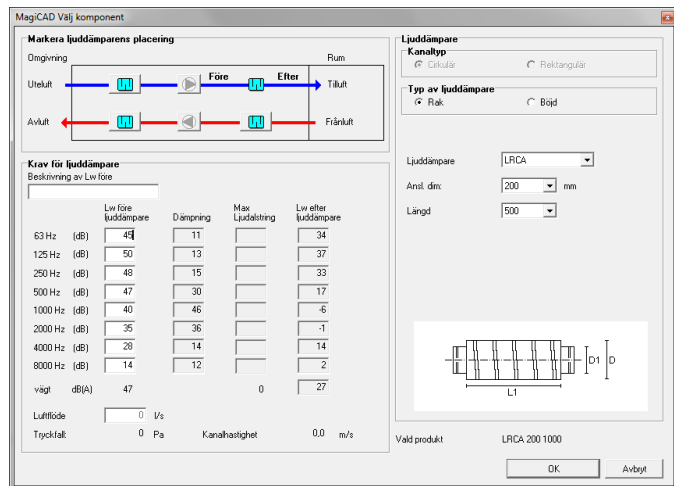 MagiCAD Välj komponent
Markera ljuddämparens placering
Omgivning
Rum
Uteluft
Före
Efter
Tilluft
Avluft
Frånluft
Krav för ljuddämpare
Beskrivning av Lw före
Lw före ljuddämpare
Dämpning
Max Ljudalstring
Lw efter ljuddämpare
63 Hz (dB) 45 11 34
125 Hz (dB) 50 13 37
250 Hz (dB) 48 15 33
500 Hz (dB) 47 30 17
1000 Hz (dB) 40 46 -6
2000 Hz (dB) 35 36 -1
4000 Hz (dB) 28 14 14
8000 Hz (dB) 14 12 2
vägt dB(A) 47 0 27
Luftflöde 0 l/s
Tryckfall: 0 Pa Kanalhastighet 0,0 m/s
Ljuddämpare
Kanaltyp
Cirkulär
Rektangulär
Typ av ljuddämpare
Rak
Böjd
Ljuddämpare LRCA
Ansl. dim: 200 mm
Längd 500
D1 D
L1
Vald produkt LRCA 200 1000
OK
Avbryt